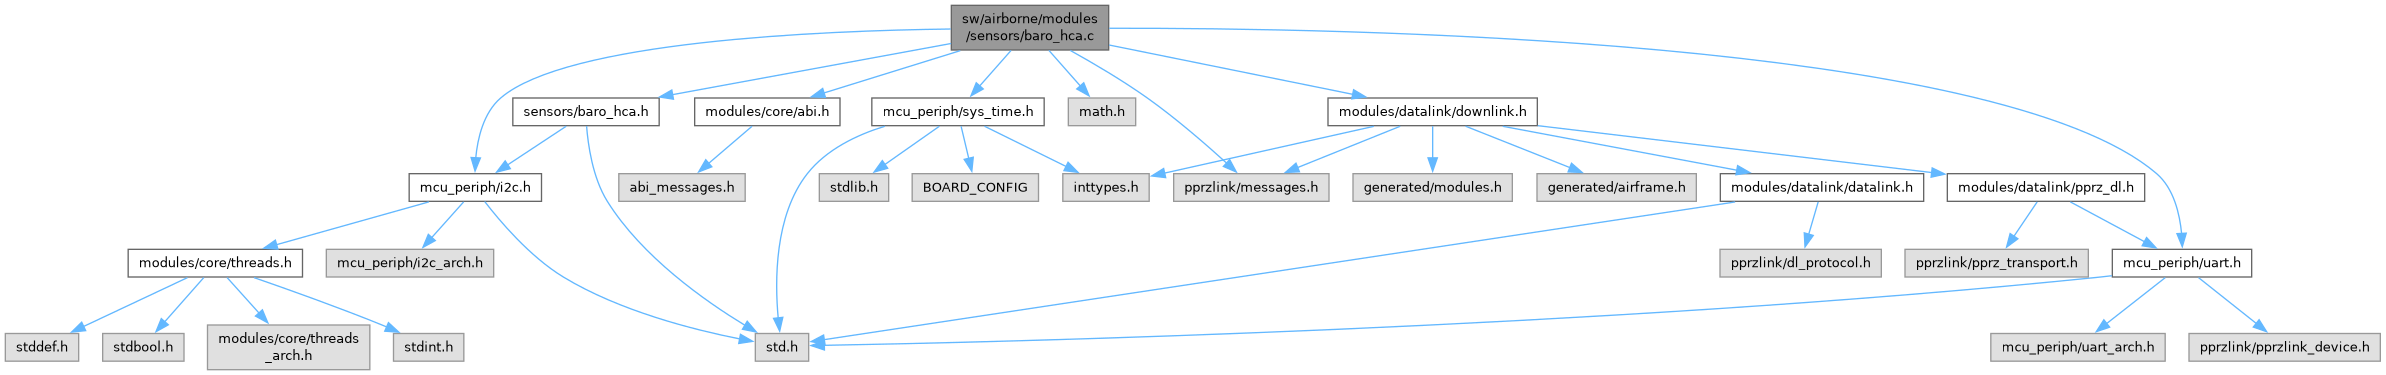 sw/airborne/modules
/sensors/baro_hca.c
sensors/baro_hca.h
modules/core/abi.h
mcu_periph/sys_time.h
math.h
modules/datalink/downlink.h
mcu_periph/i2c.h
abi_messages.h
stdlib.h
BOARD_CONFIG
inttypes.h
pprzlink/messages.h
generated/modules.h
generated/airframe.h
modules/datalink/datalink.h
modules/datalink/pprz_dl.h
modules/core/threads.h
mcu_periph/i2c_arch.h
pprzlink/dl_protocol.h
pprzlink/pprz_transport.h
mcu_periph/uart.h
stddef.h
stdbool.h
modules/core/threads
_arch.h
stdint.h
std.h
mcu_periph/uart_arch.h
pprzlink/pprzlink_device.h